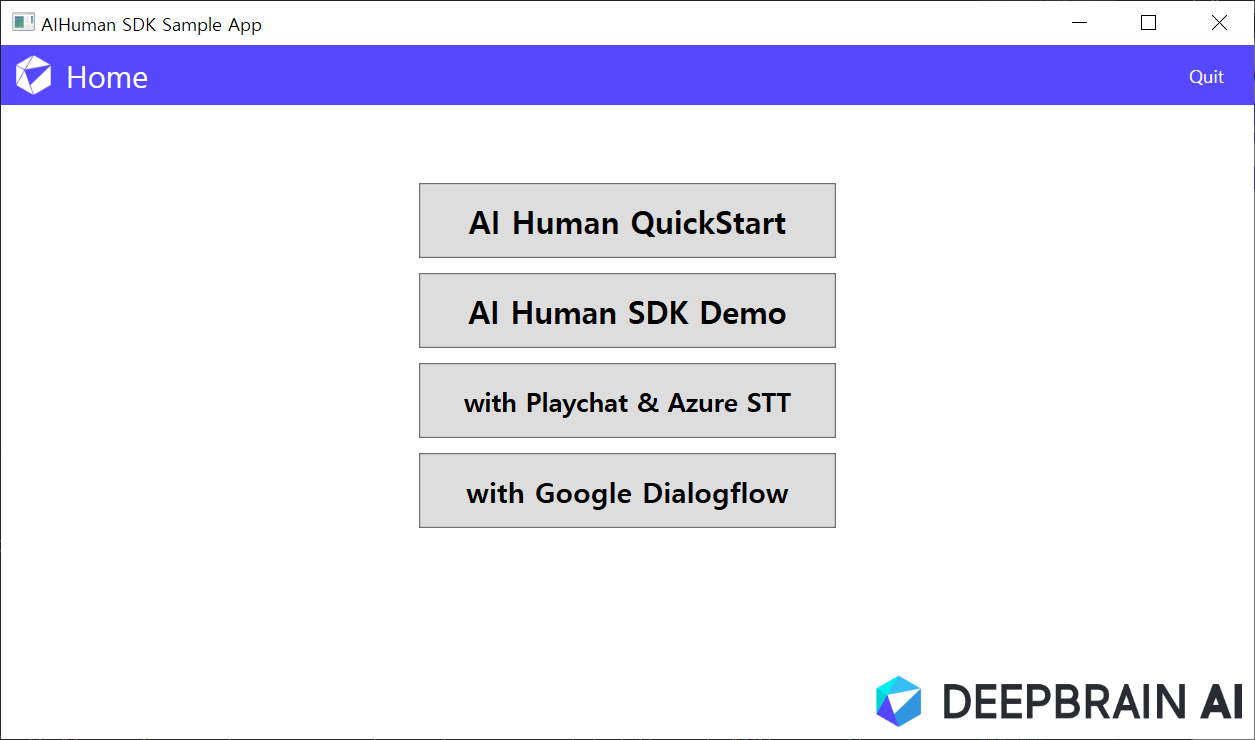 AIHuman SDK Sample App
Home
Quit
AI Human QuickStart
AI Human SDK Demo
with Playchat & Azure STT
with Google Dialogflow
DEEPBRAIN AI